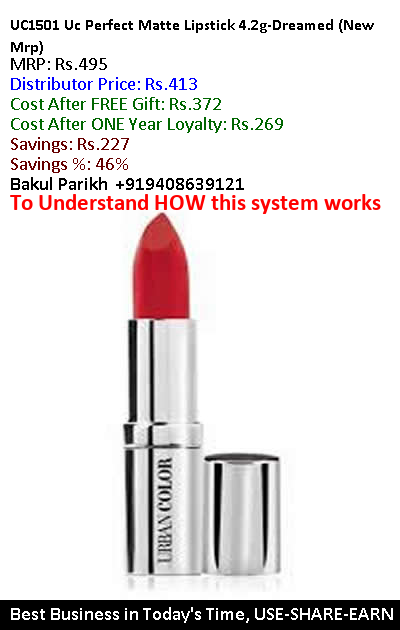 UC1501 Uc Perfect Matte Lipstick 4.2g-Dreamed (New
Mrp)
MRP: Rs.495
Distributor Price: Rs.413
Cost After FREE Gift: Rs.372
Cost After ONE Year Loyalty: Rs.269
Savings: Rs.227
Savings %: 46%
Bakul Parikh +919408639121
To Understand HOW this system works
URBAN COLOR
Best Business in Today's Time, USE-SHARE-EARN